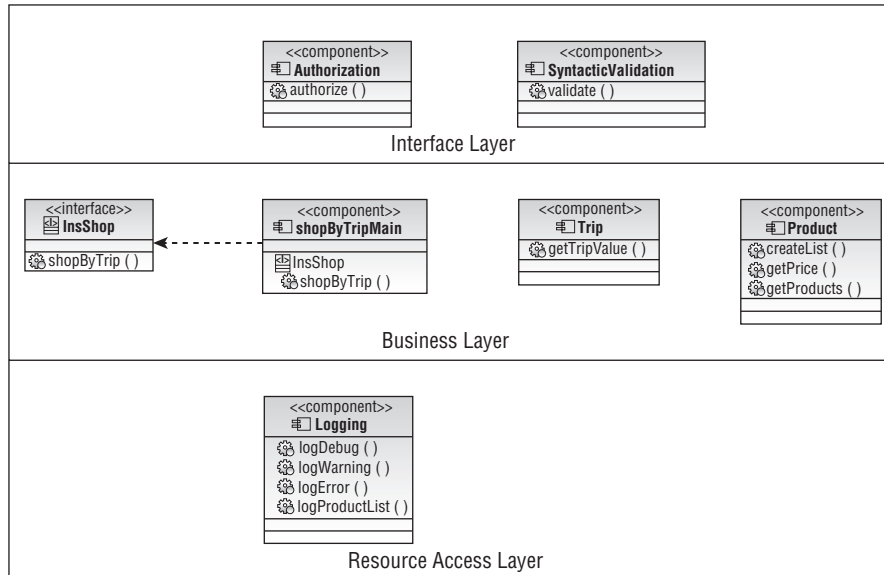 <<component>>
Authorization
authorize ( )
<<component>>
SyntacticValidation
validate ( )
Interface Layer
<<interface>>
InsShop
shopByTrip ( )
<<component>>
shopByTripMain
InsShop
shopByTrip ( )
<<component>>
Trip
getTripValue ( )
<<component>>
Product
createList ( )
getPrice ( )
getProducts ( )
Business Layer
<<component>>
Logging
logDebug ( )
logWarning ( )
logError ( )
logProductList ( )
Resource Access Layer